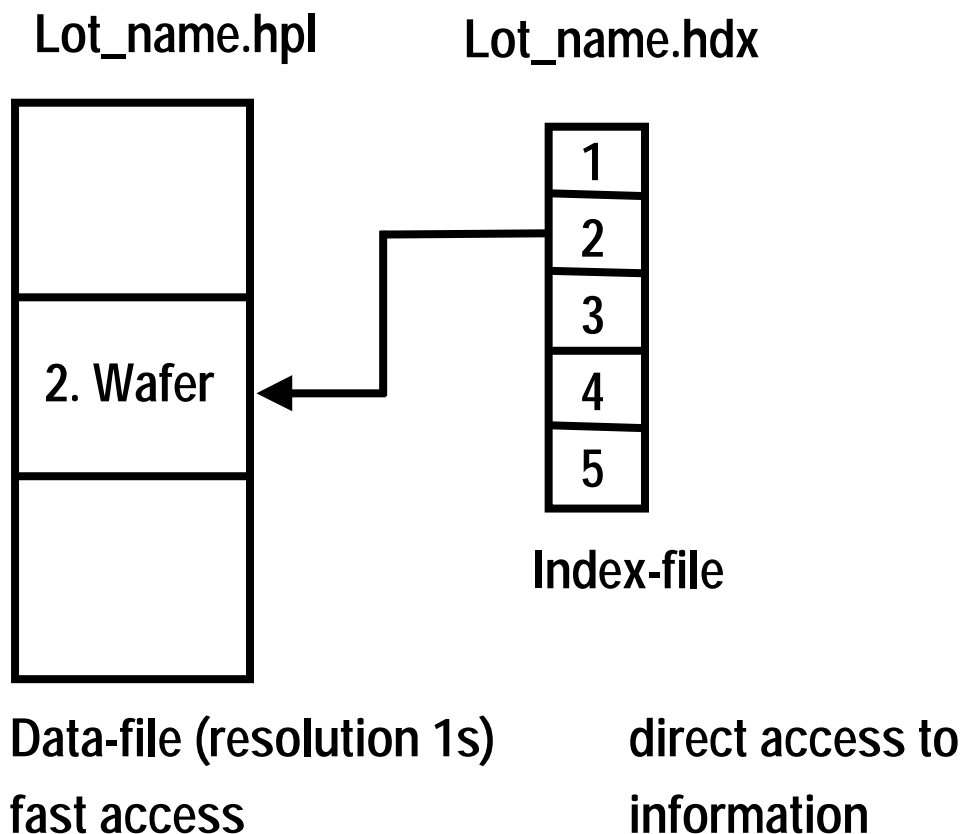 Lot_name.hpl
Lot_name.hdx
2. Wafer
1
2
3
4
5
Index-file
Data-file (resolution 1s)
fast access
direct access to
information